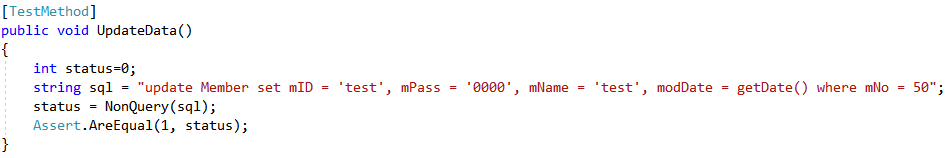 [TestMethod]
public void UpdateData()
{
    int status=0;
    string sql = "update Member set mID = 'test', mPass = '0000', mName = 'test', modDate = getDate() where mNo = 50";
    status = NonQuery(sql);
    Assert.AreEqual(1, status);
}